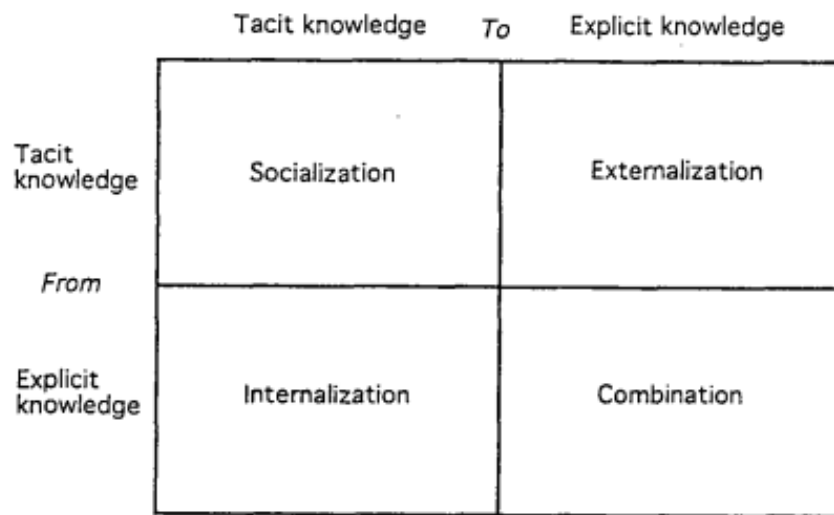 Tacit knowledge To Explicit knowledge
Tacit
knowledge
Socialization Externalization
From
Explicit
knowledge
Internalization Combination